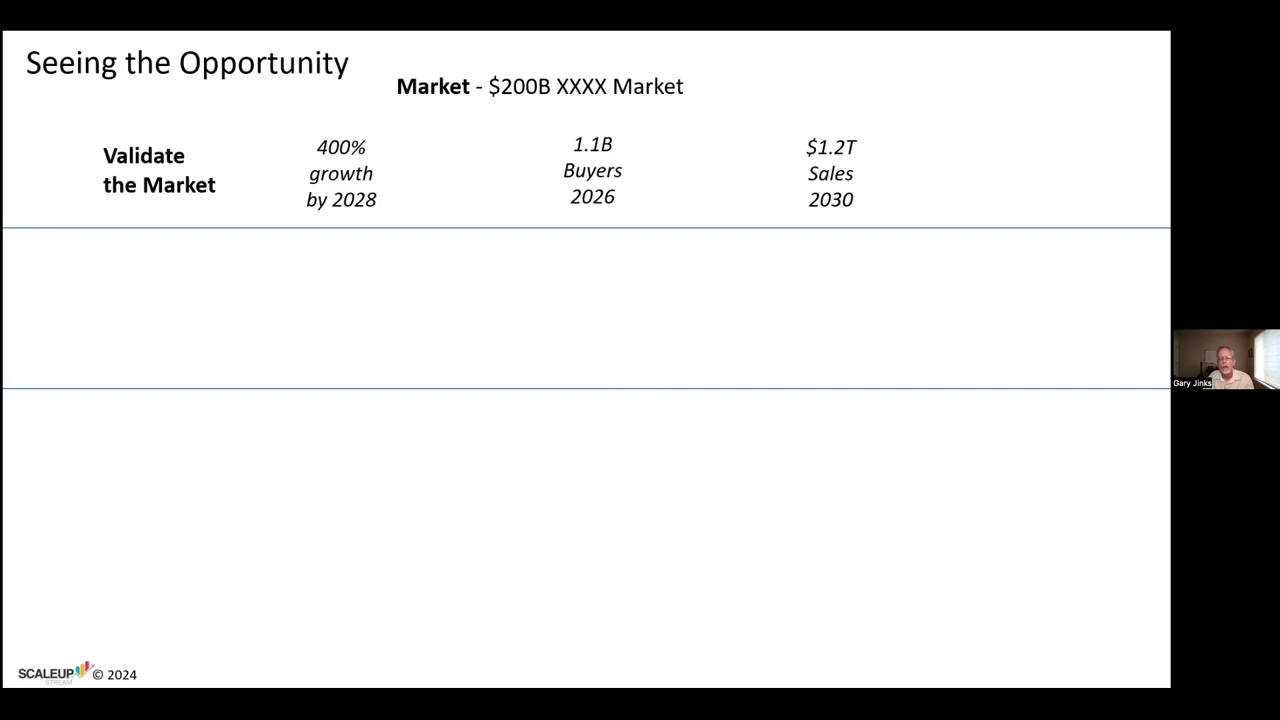 Seeing the Opportunity
Market - $200B XXXX Market
Validate
the Market
400%
growth
by 2028
1.1B
Buyers
2026
$1.2T
Sales
2030
Gary Jinks
SCALEUP
STREAM
© 2024